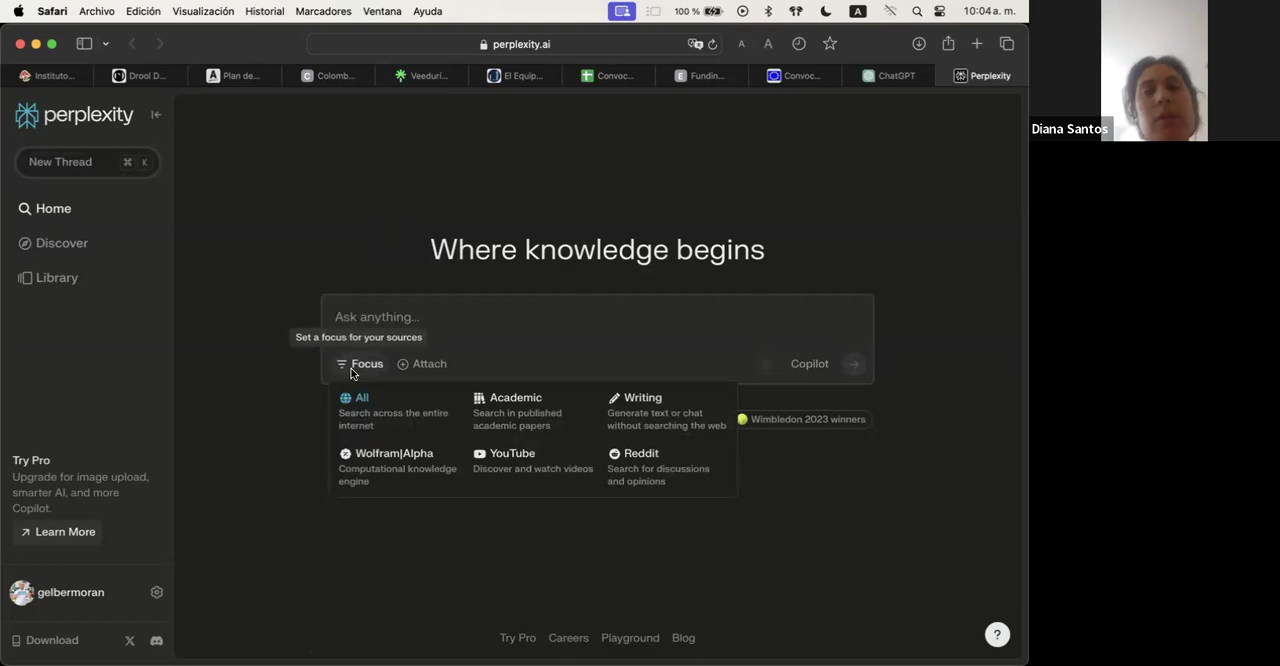 Safari Archivo Edición Visualización Historial Marcadores Ventana Ayuda 100 % A 10:04 a. m.
perplexity.ai A A
Instituto... Drool D... Plan de... Colomb... Veedurí... El Equip... Convoc... Fundin... Convoc... ChatGPT Perplexity
perplexity
New Thread ⌘ K
Home
Discover
Library
Try Pro
Upgrade for image upload,
smarter AI, and more
Copilot.
Learn More
gelbermoran
Download
Where knowledge begins
Ask anything...
Set a focus for your sources
Focus Attach Copilot
All
Search across the entire
internet
Academic
Search in published
academic papers
Writing
Generate text or chat
without searching the web
Wolfram|Alpha
Computational knowledge
engine
YouTube
Discover and watch videos
Reddit
Search for discussions
and opinions
Wimbledon 2023 winners
Try Pro Careers Playground Blog
?
Diana Santos